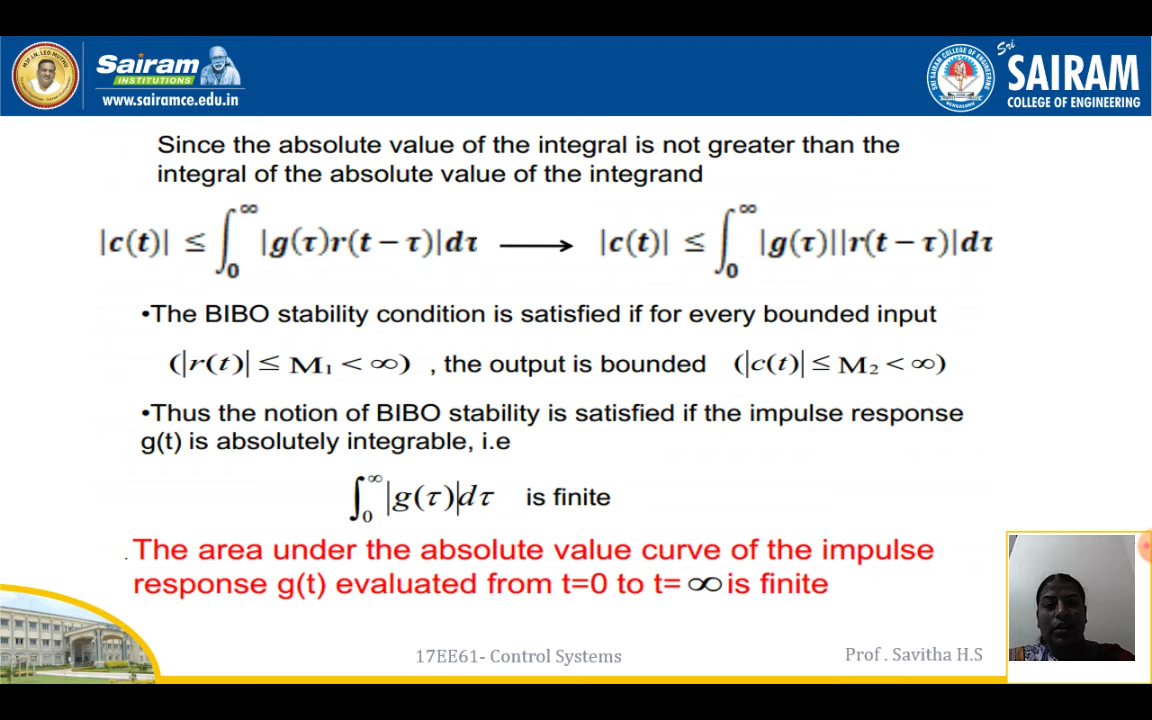 Sairam
INSTITUTIONS
www.sairamce.edu.in
Sri
SAIRAM
COLLEGE OF ENGINEERING
Since the absolute value of the integral is not greater than the
integral of the absolute value of the integrand
|c(t)| ≤ ∫₀^∞ |g(τ)r(t − τ)|dτ ⟶ |c(t)| ≤ ∫₀^∞ |g(τ)||r(t − τ)|dτ
•The BIBO stability condition is satisfied if for every bounded input
(|r(t)| ≤ M₁ < ∞) , the output is bounded (|c(t)| ≤ M₂ < ∞)
•Thus the notion of BIBO stability is satisfied if the impulse response
g(t) is absolutely integrable, i.e
∫₀^∞ |g(τ)|dτ is finite
. The area under the absolute value curve of the impulse
response g(t) evaluated from t=0 to t= ∞ is finite
17EE61- Control Systems
Prof . Savitha H.S